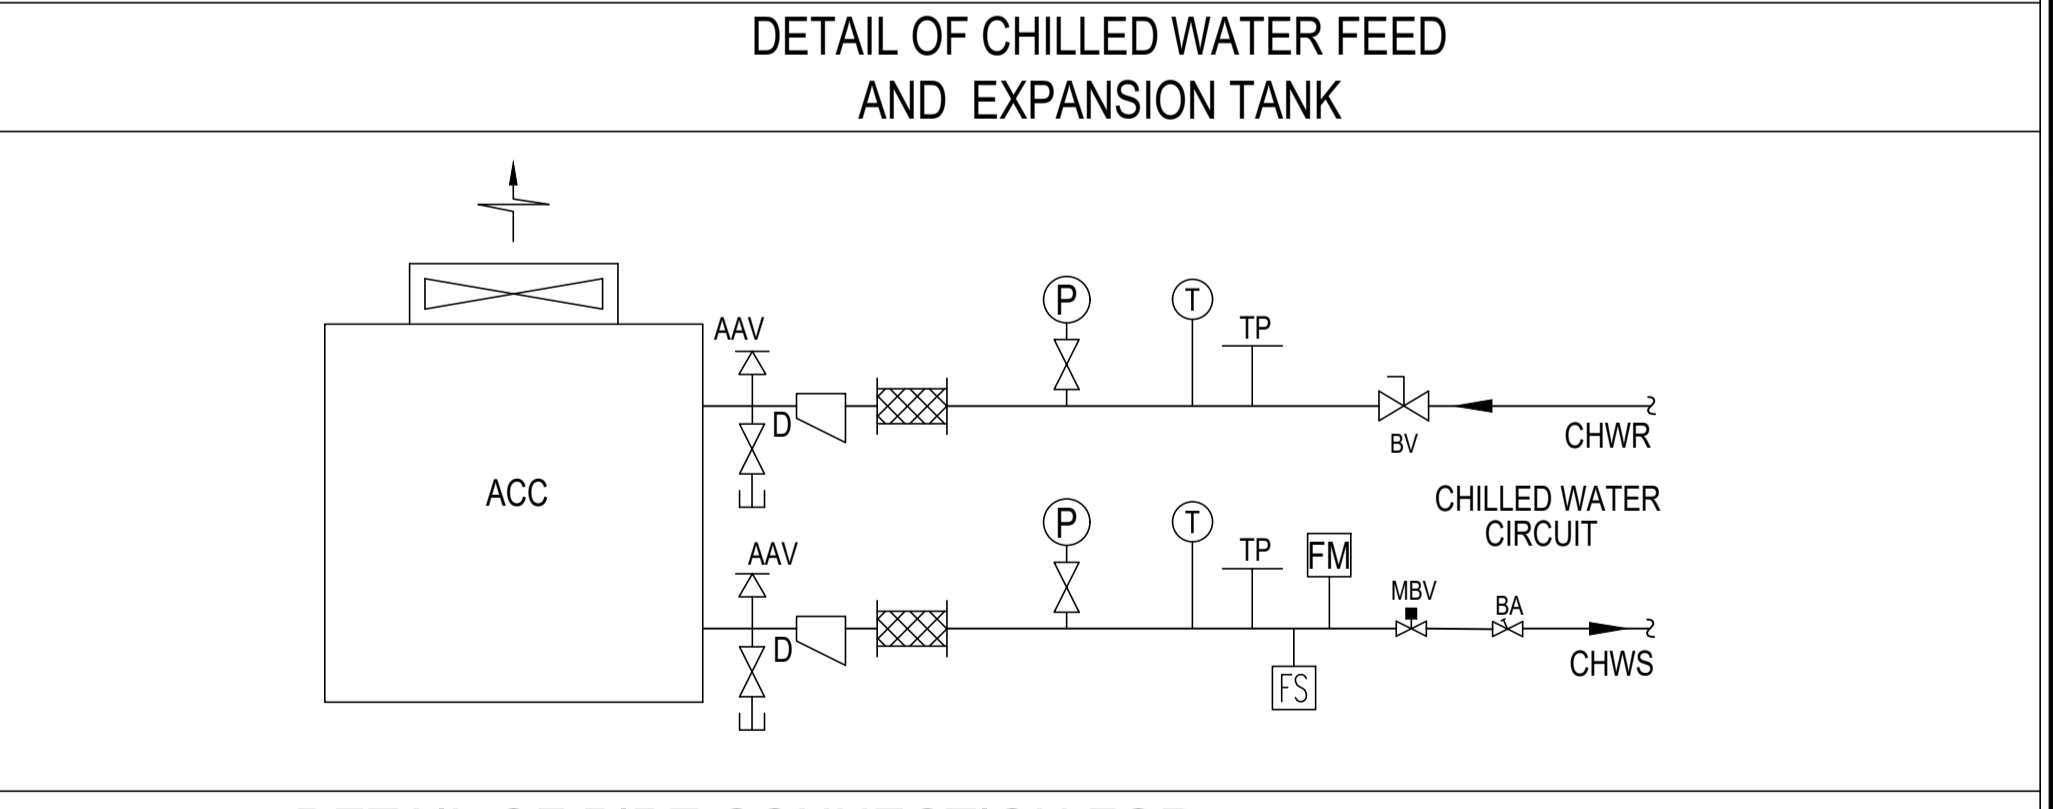 DETAIL OF CHILLED WATER FEED
AND EXPANSION TANK
AAV
P
T
TP
D
BV
CHWR
ACC
CHILLED WATER
CIRCUIT
AAV
P
T
TP
FM
MBV
BA
D
FS
CHWS